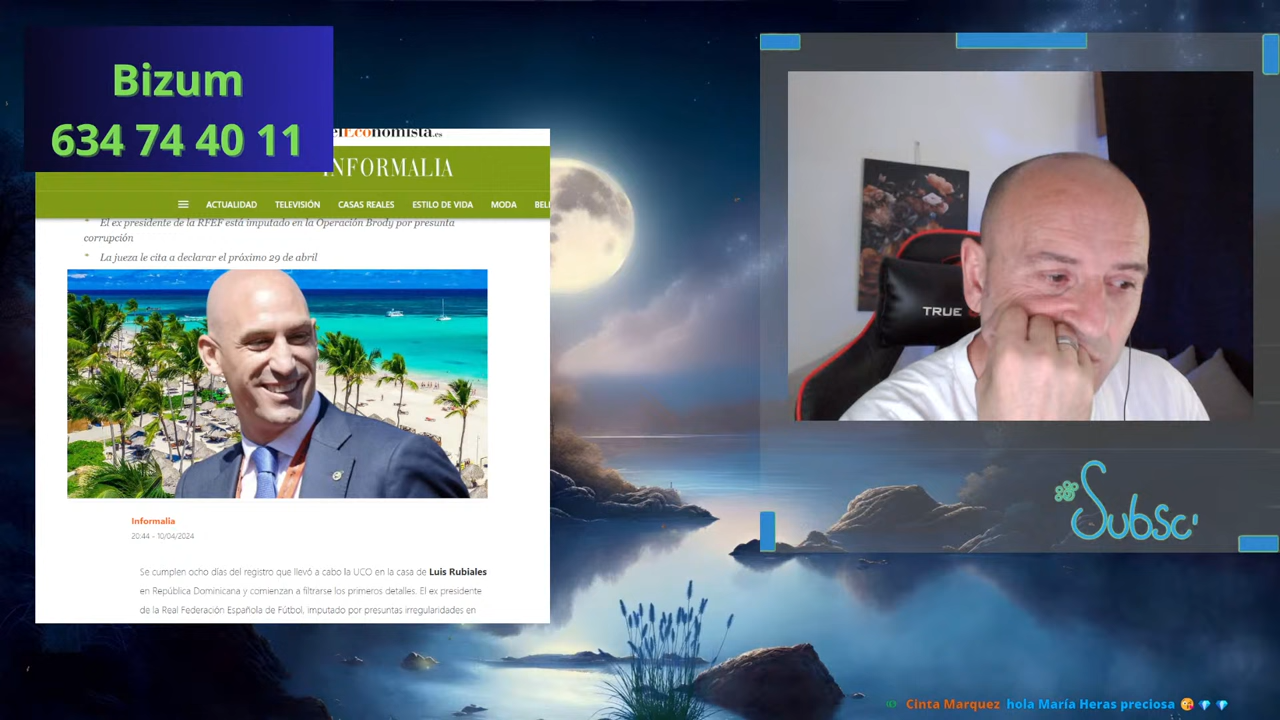 Bizum
634 74 40 11
elEconomista.es
INFORMALIA
ACTUALIDAD TELEVISIÓN CASAS REALES ESTILO DE VIDA MODA
* El ex presidente de la RFEF está imputado en la Operación Brody por presunta
corrupción
* La jueza le cita a declarar el próximo 29 de abril
Informalia
20:44 - 10/04/2024
Se cumplen ocho días del registro que llevó a cabo la UCO en la casa de Luis Rubiales
en República Dominicana y comienzan a filtrarse los primeros detalles. El ex presidente
de la Real Federación Española de Fútbol, imputado por presuntas irregularidades en
TRUE
Subsc
Cinta Marquez hola María Heras preciosa 😘💎💎